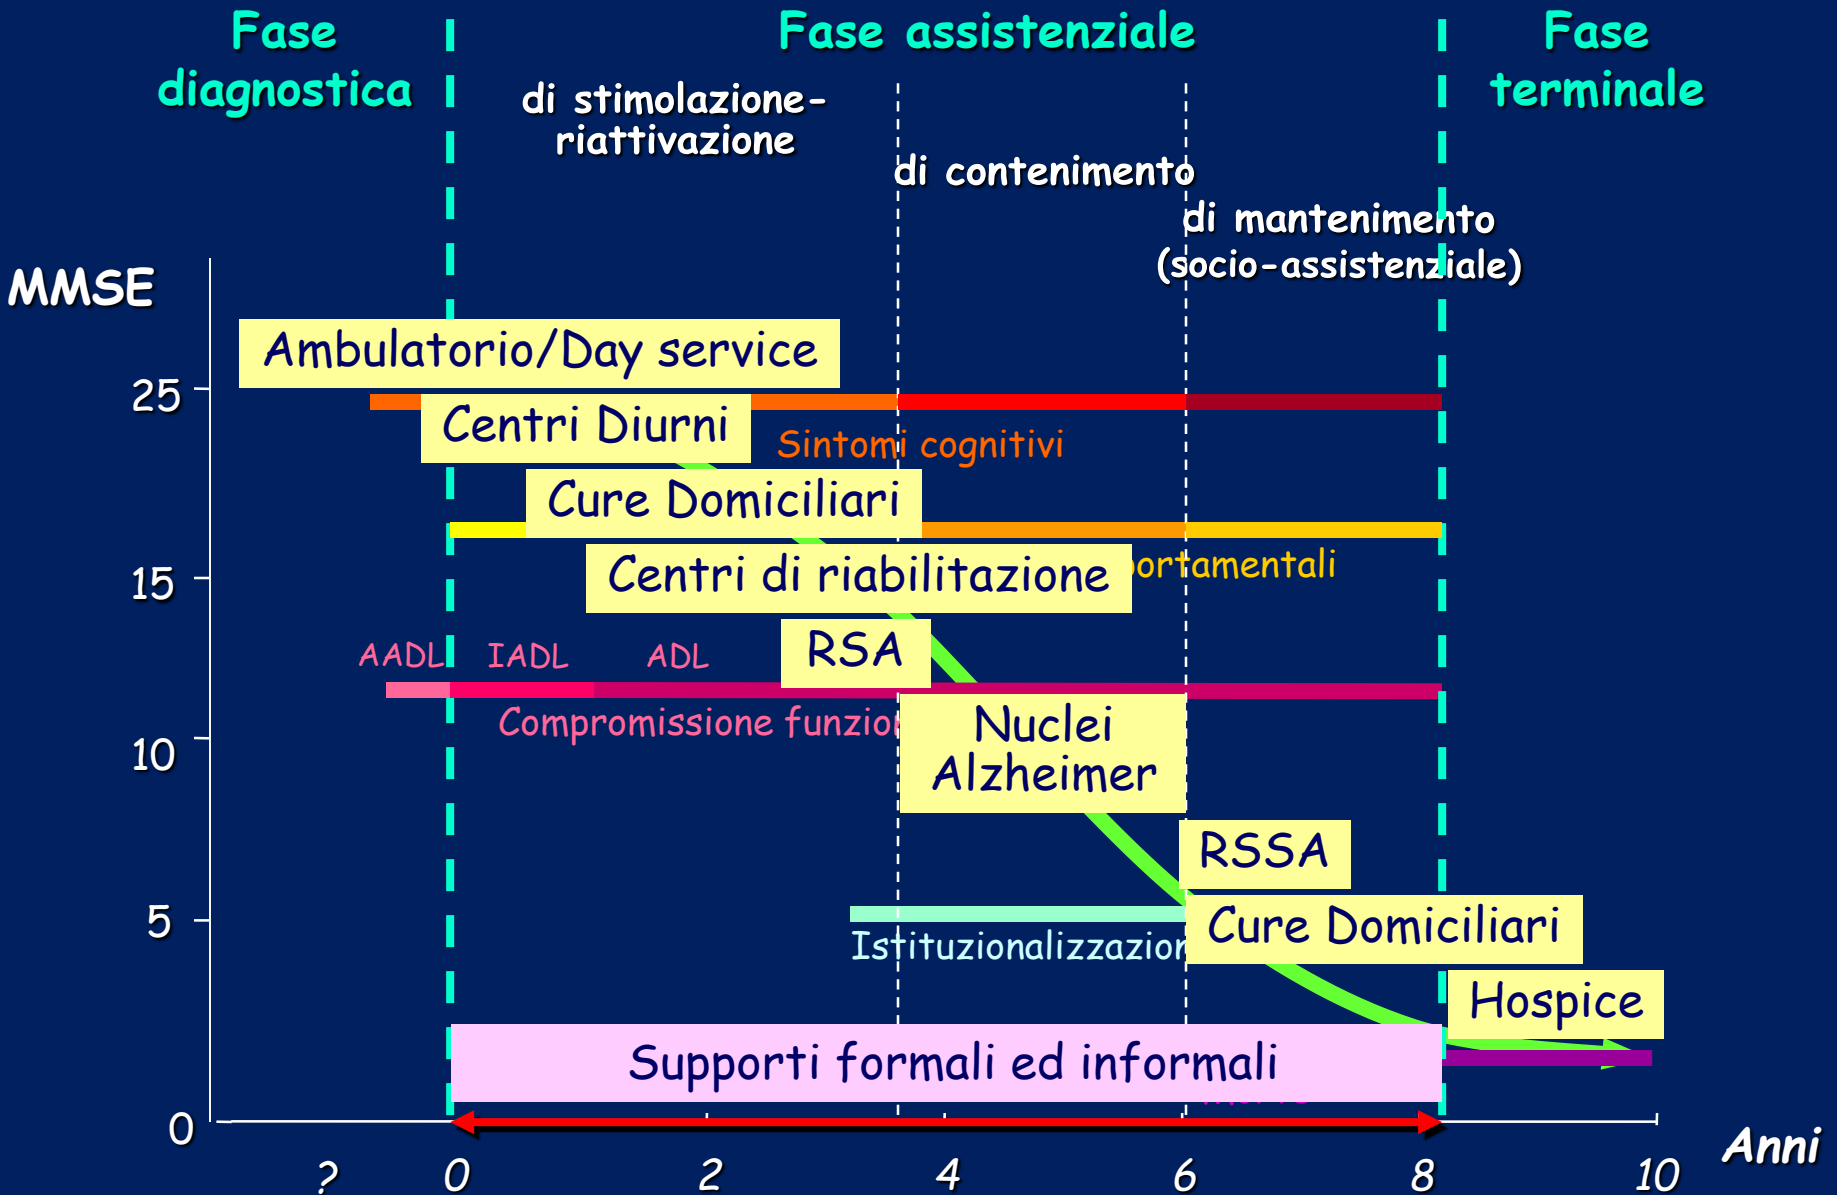 Fase
diagnostica
Fase assistenziale
Fase
terminale
di stimolazione-
riattivazione
di contenimento
di mantenimento
(socio-assistenziale)
MMSE
Ambulatorio/Day service
25
Centri Diurni
Sintomi cognitivi
Cure Domiciliari
15
Centri di riabilitazione
portamentali
AADL
IADL
ADL
RSA
Compromissione funzion
Nuclei
Alzheimer
10
RSSA
5
Istituzionalizzazion
Cure Domiciliari
Hospice
Supporti formali ed informali
0
Anni
?
0
2
4
6
8
10